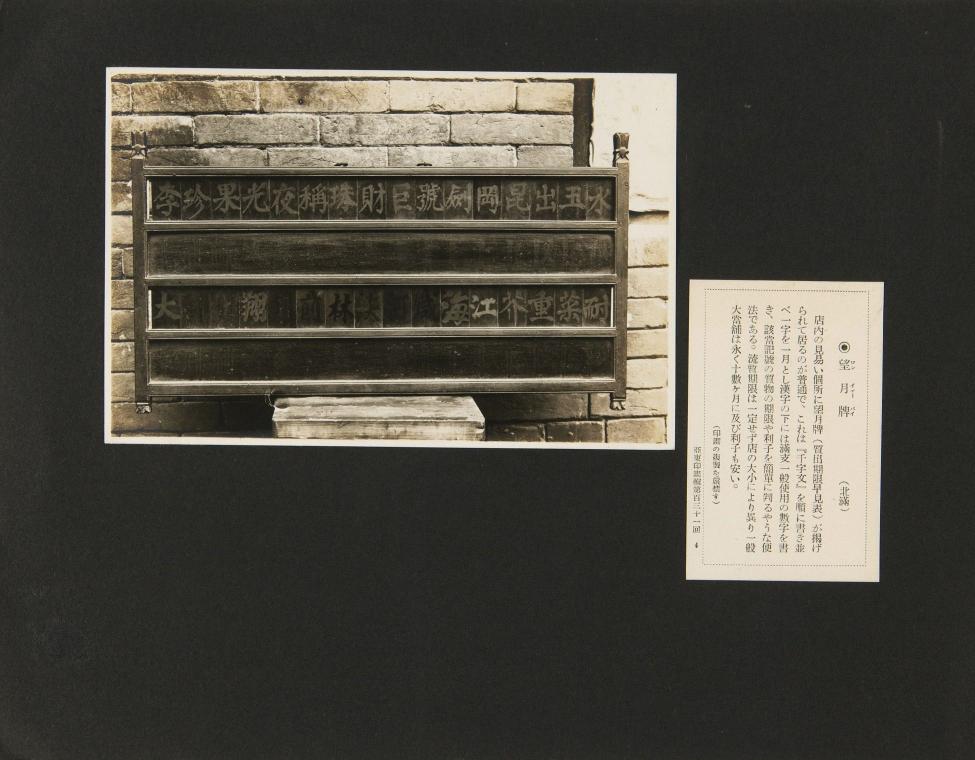 水丑出昆岡劍號巨財珠稱夜光果珍李
耐菜重芥江海 林 翔 大
◉望月牌 (北滿)
店内の見易い個所に望月牌(質出期限早見表)が揭げ
られて居るのが普通で、これは『千字文』を順に書き並
べ一字を一月とし漢字の下には滿支一般使用の數字を書
き、該當記號の質物の期限や利子を簡單に判るやうな便
法である。流質期限は一定せず店の大小により異り一般
大當舖は永く十數ヶ月に及び利子も安い。
(印畫の複製を嚴禁す)
亞東印畫輯第百三十一回 4